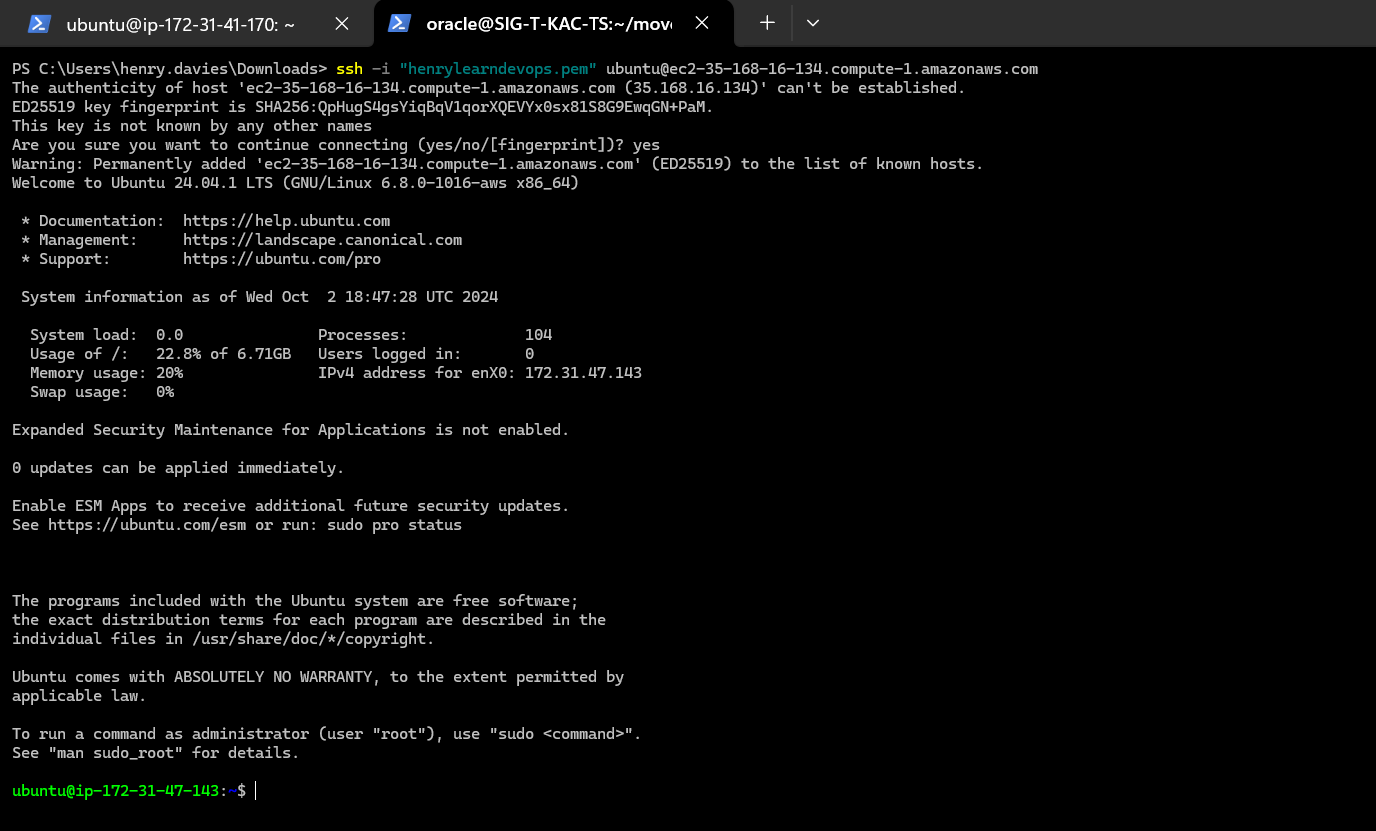 ubuntu@ip-172-31-41-170: ~
oracle@SIG-T-KAC-TS:~/mov
PS C:\Users\henry.davies\Downloads> ssh -i "henrylearndevops.pem" ubuntu@ec2-35-168-16-134.compute-1.amazonaws.com
The authenticity of host 'ec2-35-168-16-134.compute-1.amazonaws.com (35.168.16.134)' can't be established.
ED25519 key fingerprint is SHA256:QpHugS4gsYiqBqV1qorXQEVYx0sx81S8G9EwqGN+PaM.
This key is not known by any other names
Are you sure you want to continue connecting (yes/no/[fingerprint])? yes
Warning: Permanently added 'ec2-35-168-16-134.compute-1.amazonaws.com' (ED25519) to the list of known hosts.
Welcome to Ubuntu 24.04.1 LTS (GNU/Linux 6.8.0-1016-aws x86_64)
* Documentation:  https://help.ubuntu.com
* Management:     https://landscape.canonical.com
* Support:        https://ubuntu.com/pro
System information as of Wed Oct  2 18:47:28 UTC 2024
System load:  0.0               Processes:             104
Usage of /:   22.8% of 6.71GB   Users logged in:       0
Memory usage: 20%               IPv4 address for enX0: 172.31.47.143
Swap usage:   0%
Expanded Security Maintenance for Applications is not enabled.
0 updates can be applied immediately.
Enable ESM Apps to receive additional future security updates.
See https://ubuntu.com/esm or run: sudo pro status
The programs included with the Ubuntu system are free software;
the exact distribution terms for each program are described in the
individual files in /usr/share/doc/*/copyright.
Ubuntu comes with ABSOLUTELY NO WARRANTY, to the extent permitted by
applicable law.
To run a command as administrator (user "root"), use "sudo <command>".
See "man sudo_root" for details.
ubuntu@ip-172-31-47-143:~$